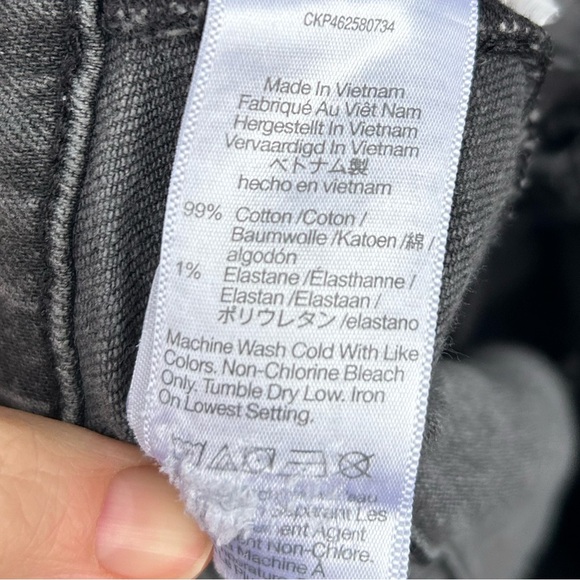 CKP462580734
Made In Vietnam
Fabriqué Au Viêt Nam
Hergestellt In Vietnam
Vervaardigd In Vietnam
ベトナム製
hecho en vietnam
99% Cotton /Coton /
Baumwolle /Katoen /綿 /
algodón
1% Elastane /Élasthanne /
Elastan /Elastaan /
ポリウレタン /elastano
Machine Wash Cold With Like
Colors. Non-Chlorine Bleach
Only. Tumble Dry Low. Iron
On Lowest Setting.
Les
Agent
Non-Chlore.
Machine A